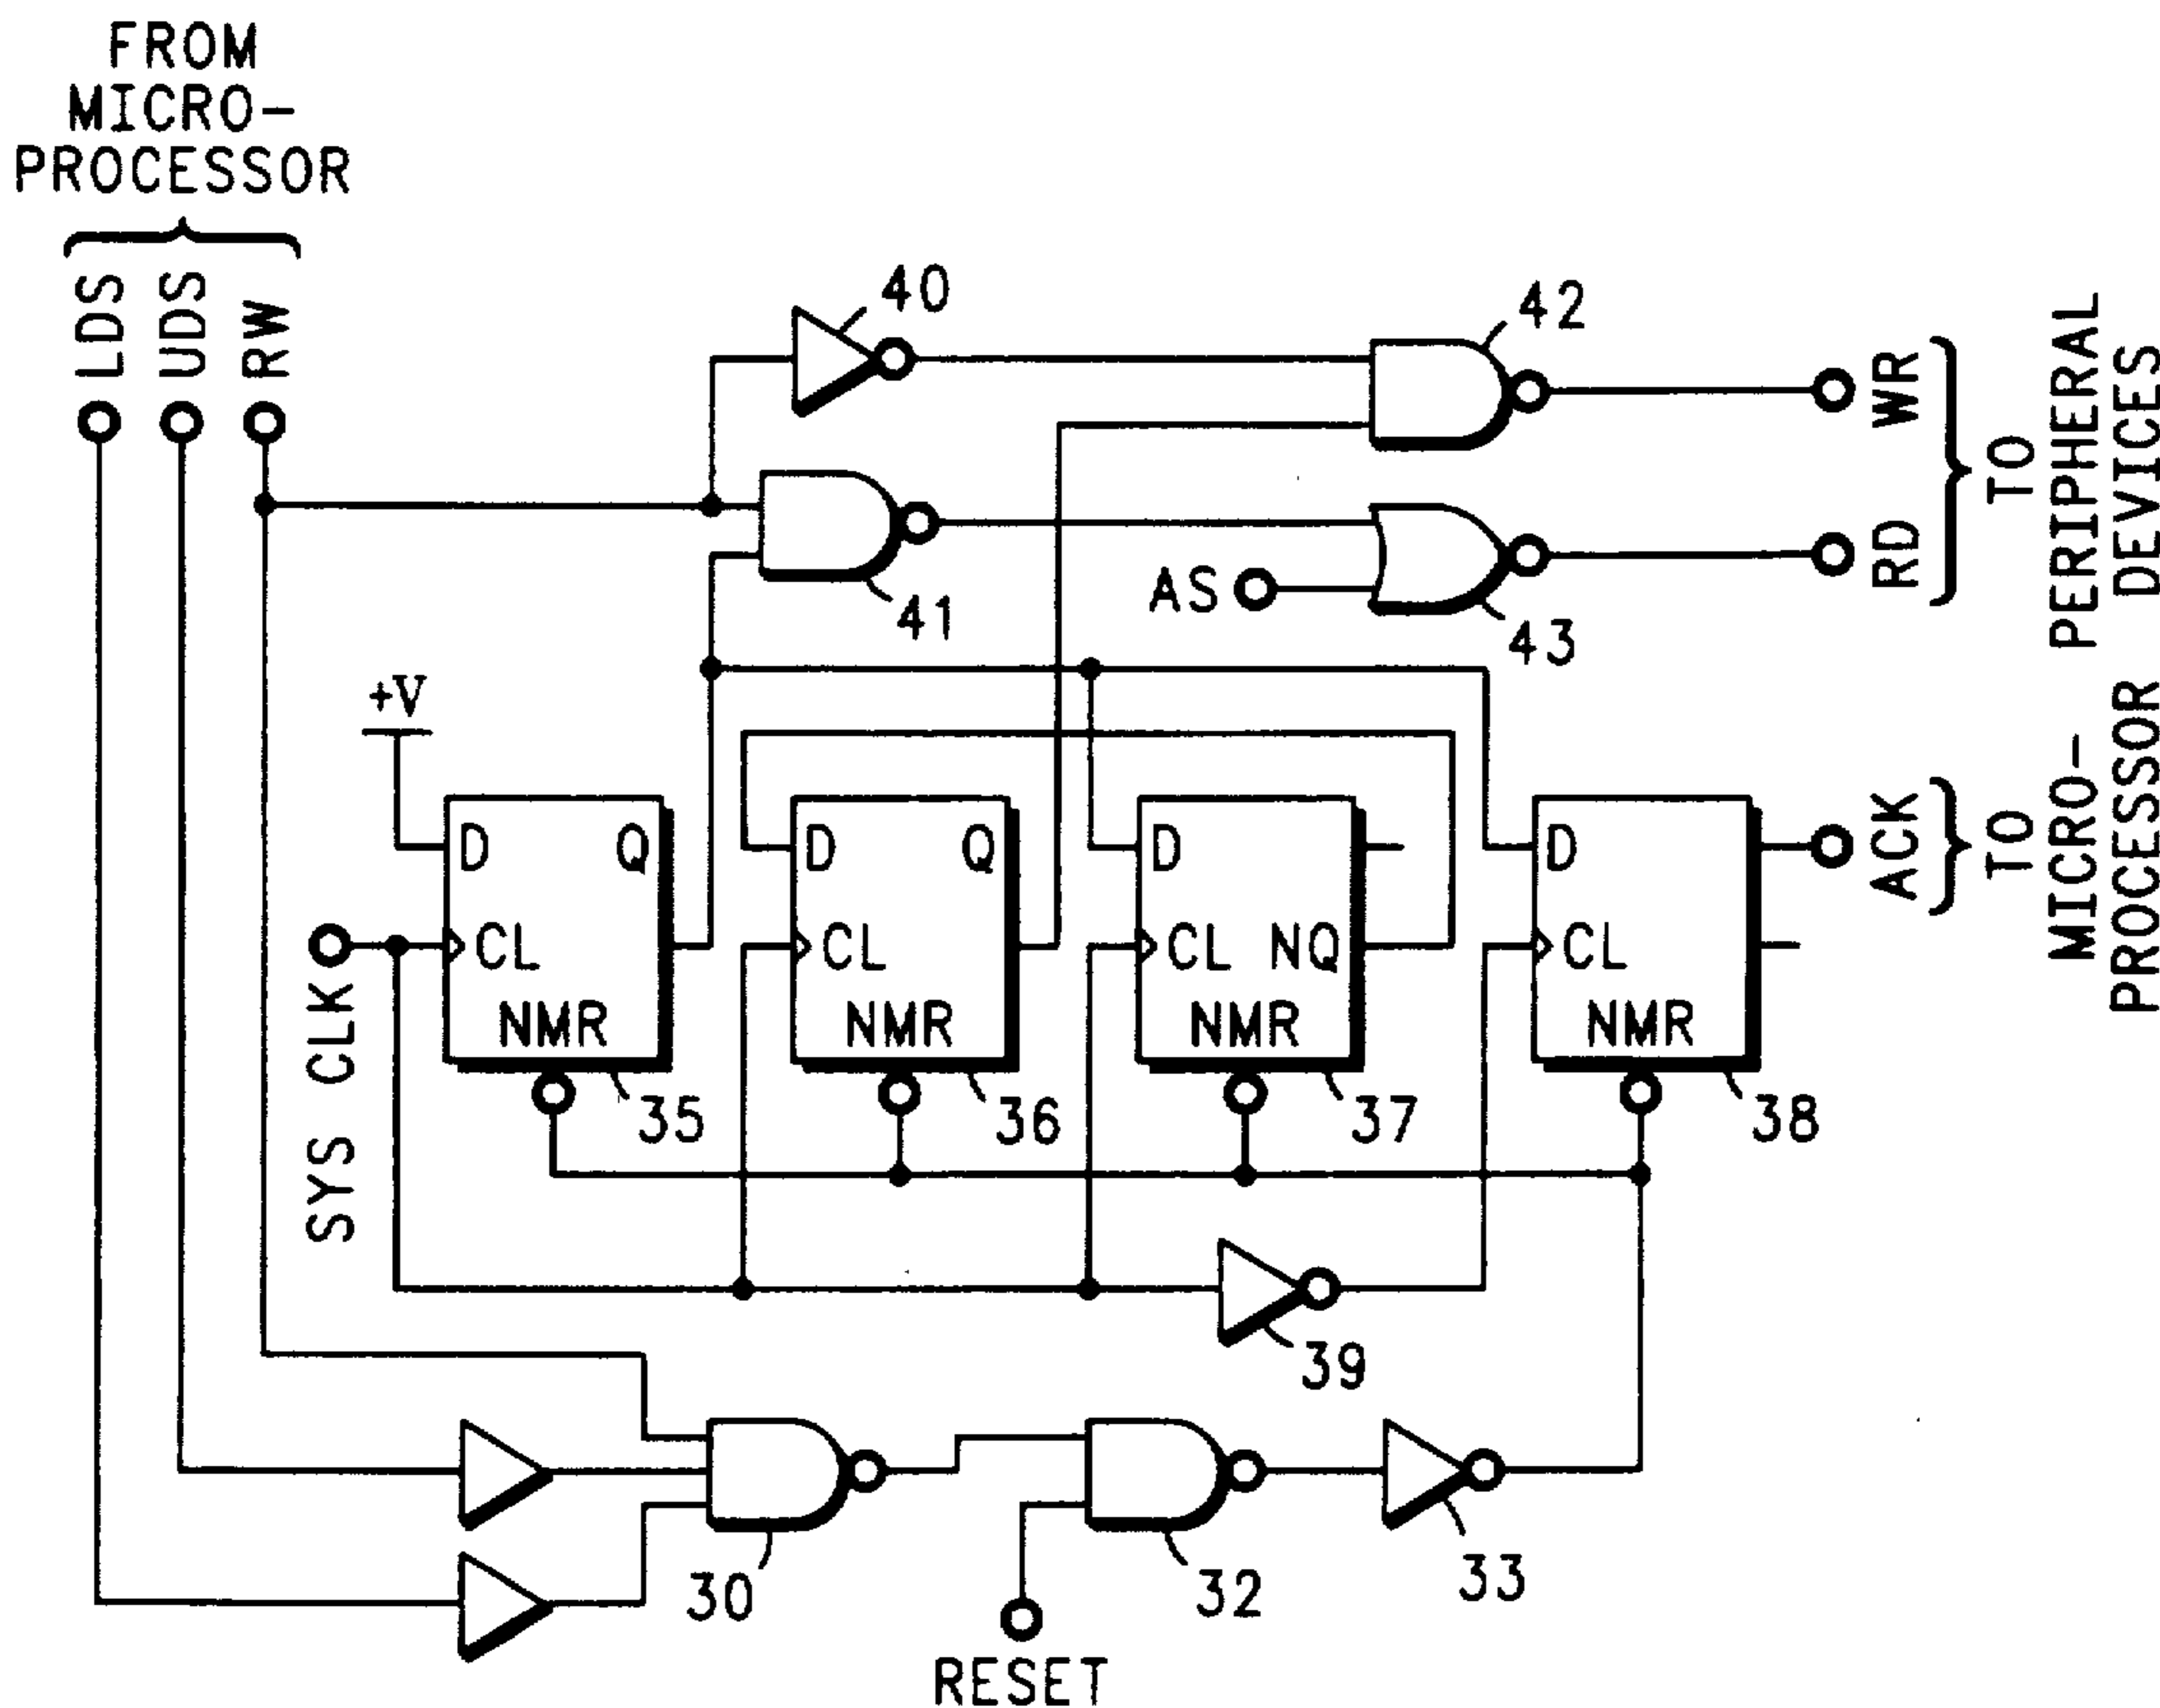 FROM
MICRO-
PROCESSOR
LDS
UDS
RW
40
42
41
AS
43
WR
RD
TO
PERIPHERAL
DEVICES
+V
D Q
CL
NMR
35
D Q
CL
NMR
36
D
CL NQ
NMR
37
D
CL
NMR
38
ACK
TO
MICRO-
PROCESSOR
SYS CLK
39
30
32
33
RESET